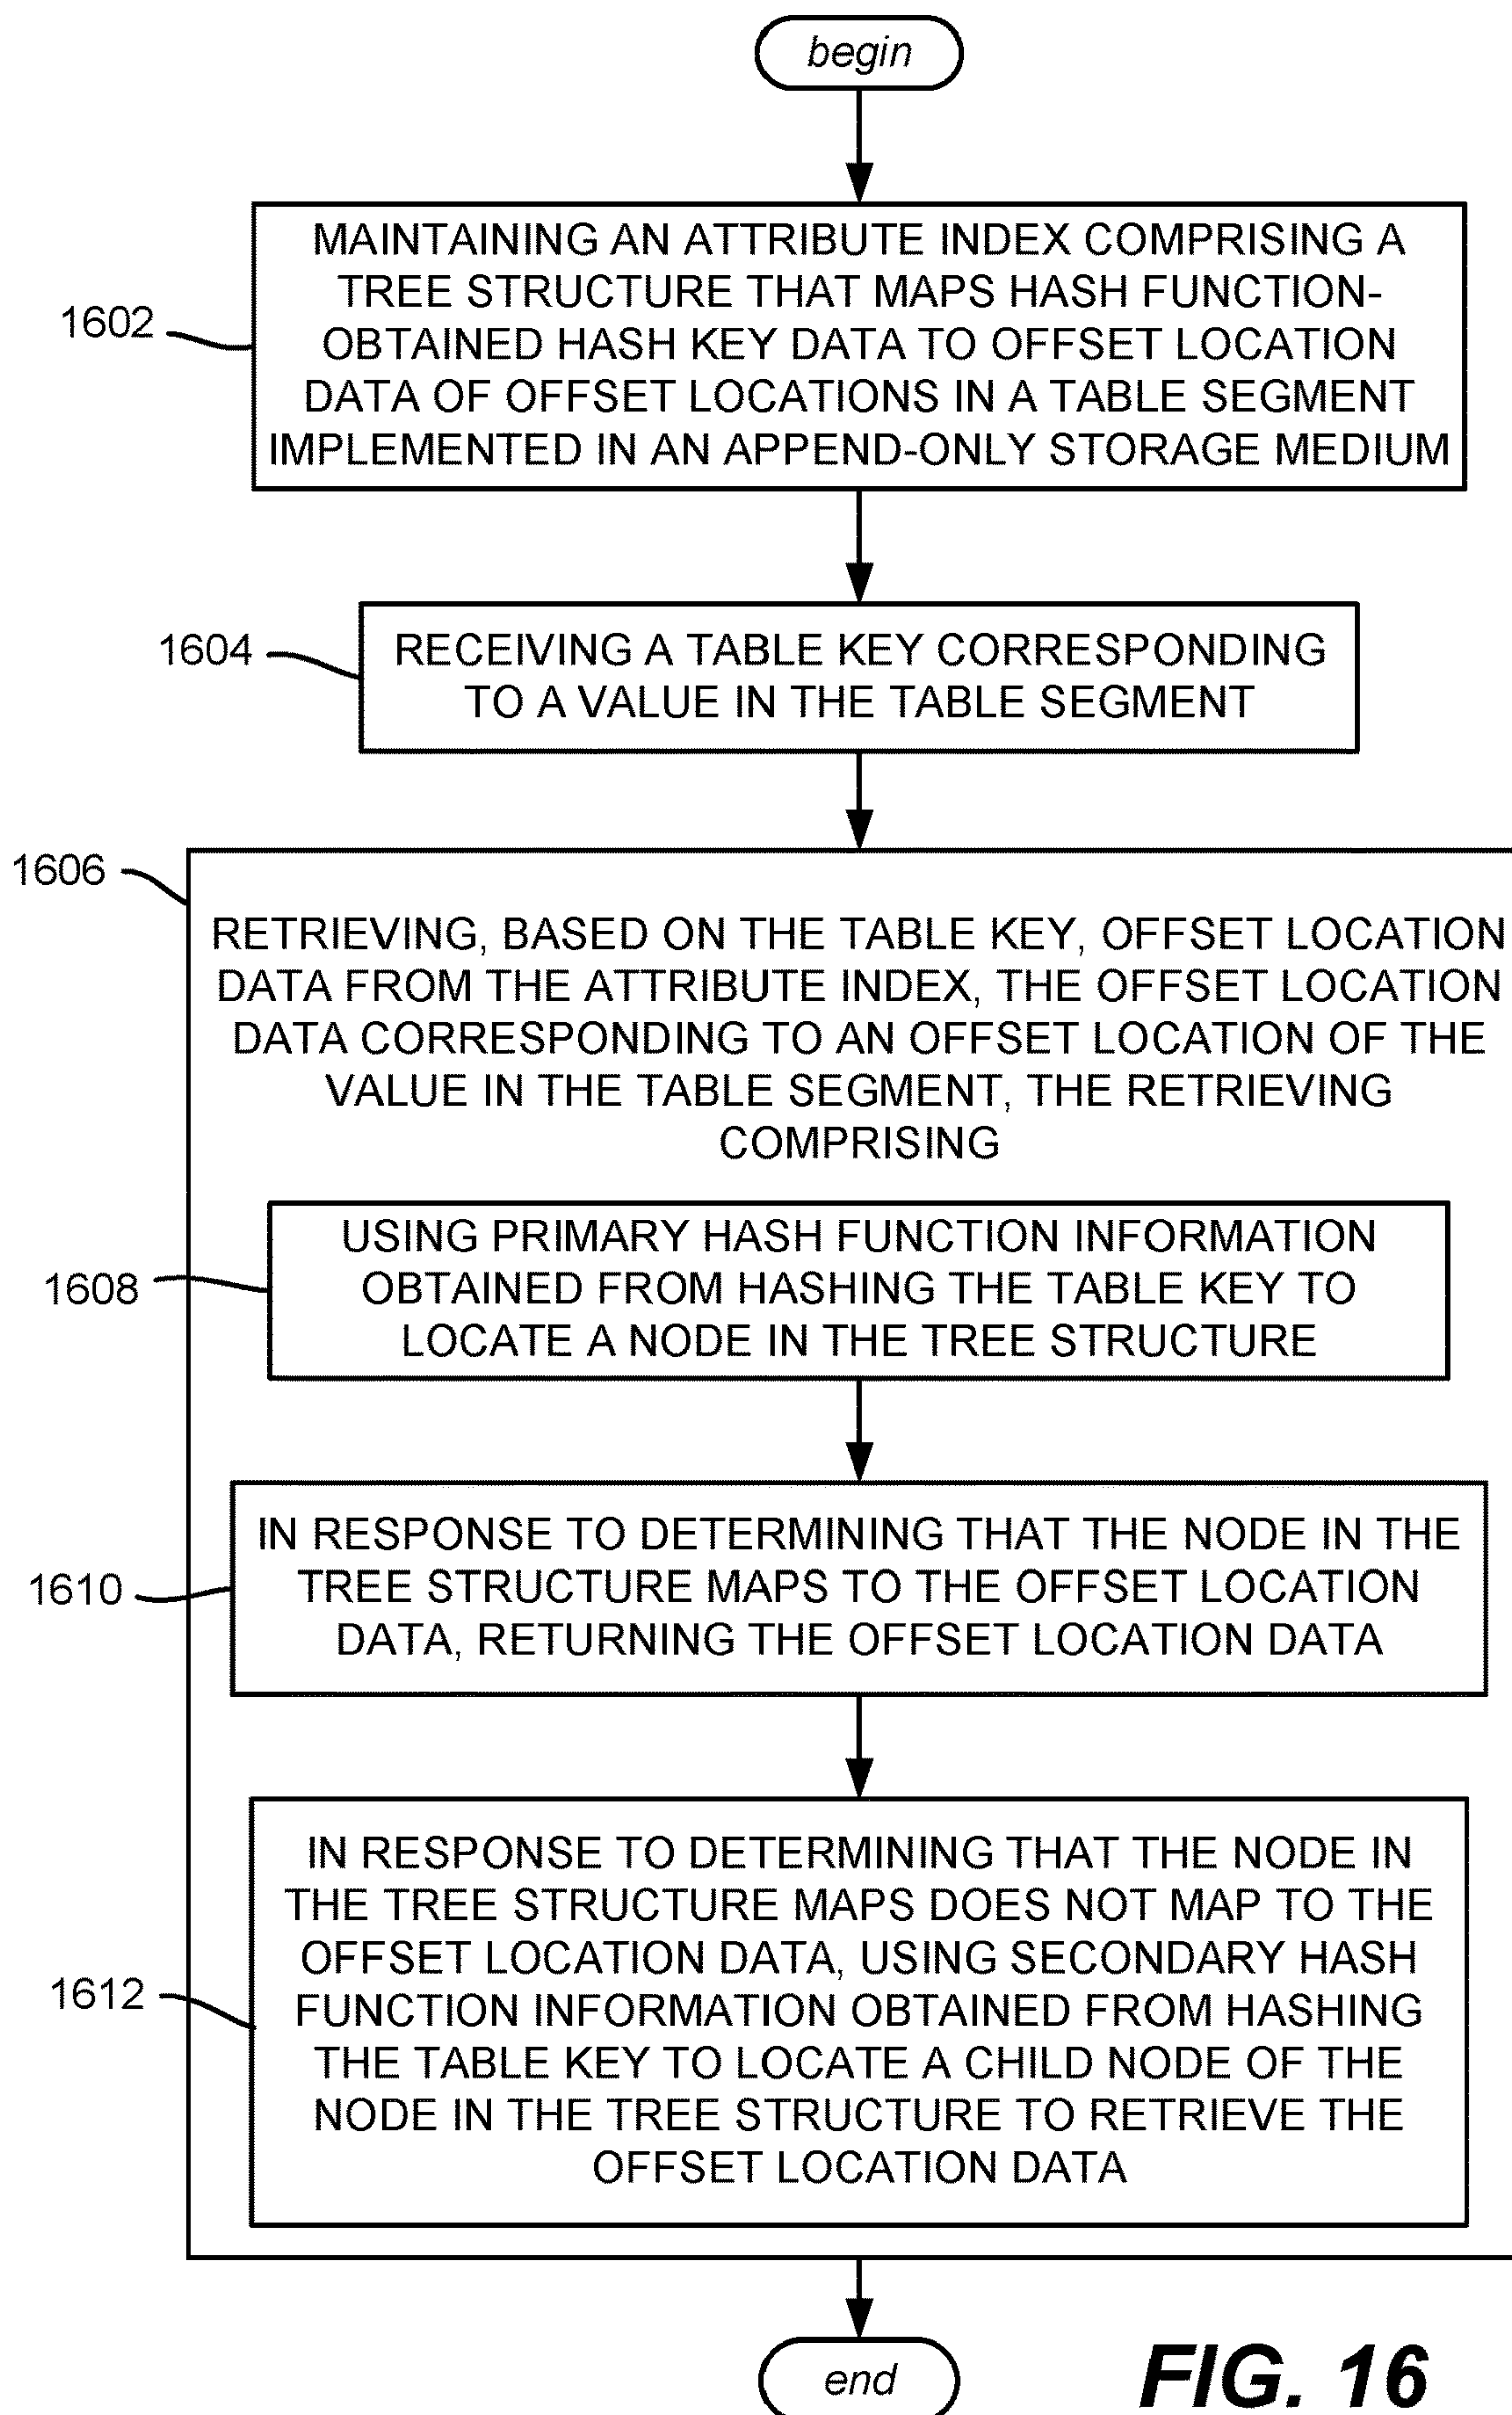 begin
1602
MAINTAINING AN ATTRIBUTE INDEX COMPRISING A
TREE STRUCTURE THAT MAPS HASH FUNCTION-
OBTAINED HASH KEY DATA TO OFFSET LOCATION
DATA OF OFFSET LOCATIONS IN A TABLE SEGMENT
IMPLEMENTED IN AN APPEND-ONLY STORAGE MEDIUM
1604
RECEIVING A TABLE KEY CORRESPONDING
TO A VALUE IN THE TABLE SEGMENT
1606
RETRIEVING, BASED ON THE TABLE KEY, OFFSET LOCATION
DATA FROM THE ATTRIBUTE INDEX, THE OFFSET LOCATION
DATA CORRESPONDING TO AN OFFSET LOCATION OF THE
VALUE IN THE TABLE SEGMENT, THE RETRIEVING
COMPRISING
1608
USING PRIMARY HASH FUNCTION INFORMATION
OBTAINED FROM HASHING THE TABLE KEY TO
LOCATE A NODE IN THE TREE STRUCTURE
1610
IN RESPONSE TO DETERMINING THAT THE NODE IN THE
TREE STRUCTURE MAPS TO THE OFFSET LOCATION
DATA, RETURNING THE OFFSET LOCATION DATA
1612
IN RESPONSE TO DETERMINING THAT THE NODE IN
THE TREE STRUCTURE MAPS DOES NOT MAP TO THE
OFFSET LOCATION DATA, USING SECONDARY HASH
FUNCTION INFORMATION OBTAINED FROM HASHING
THE TABLE KEY TO LOCATE A CHILD NODE OF THE
NODE IN THE TREE STRUCTURE TO RETRIEVE THE
OFFSET LOCATION DATA
end
FIG. 16